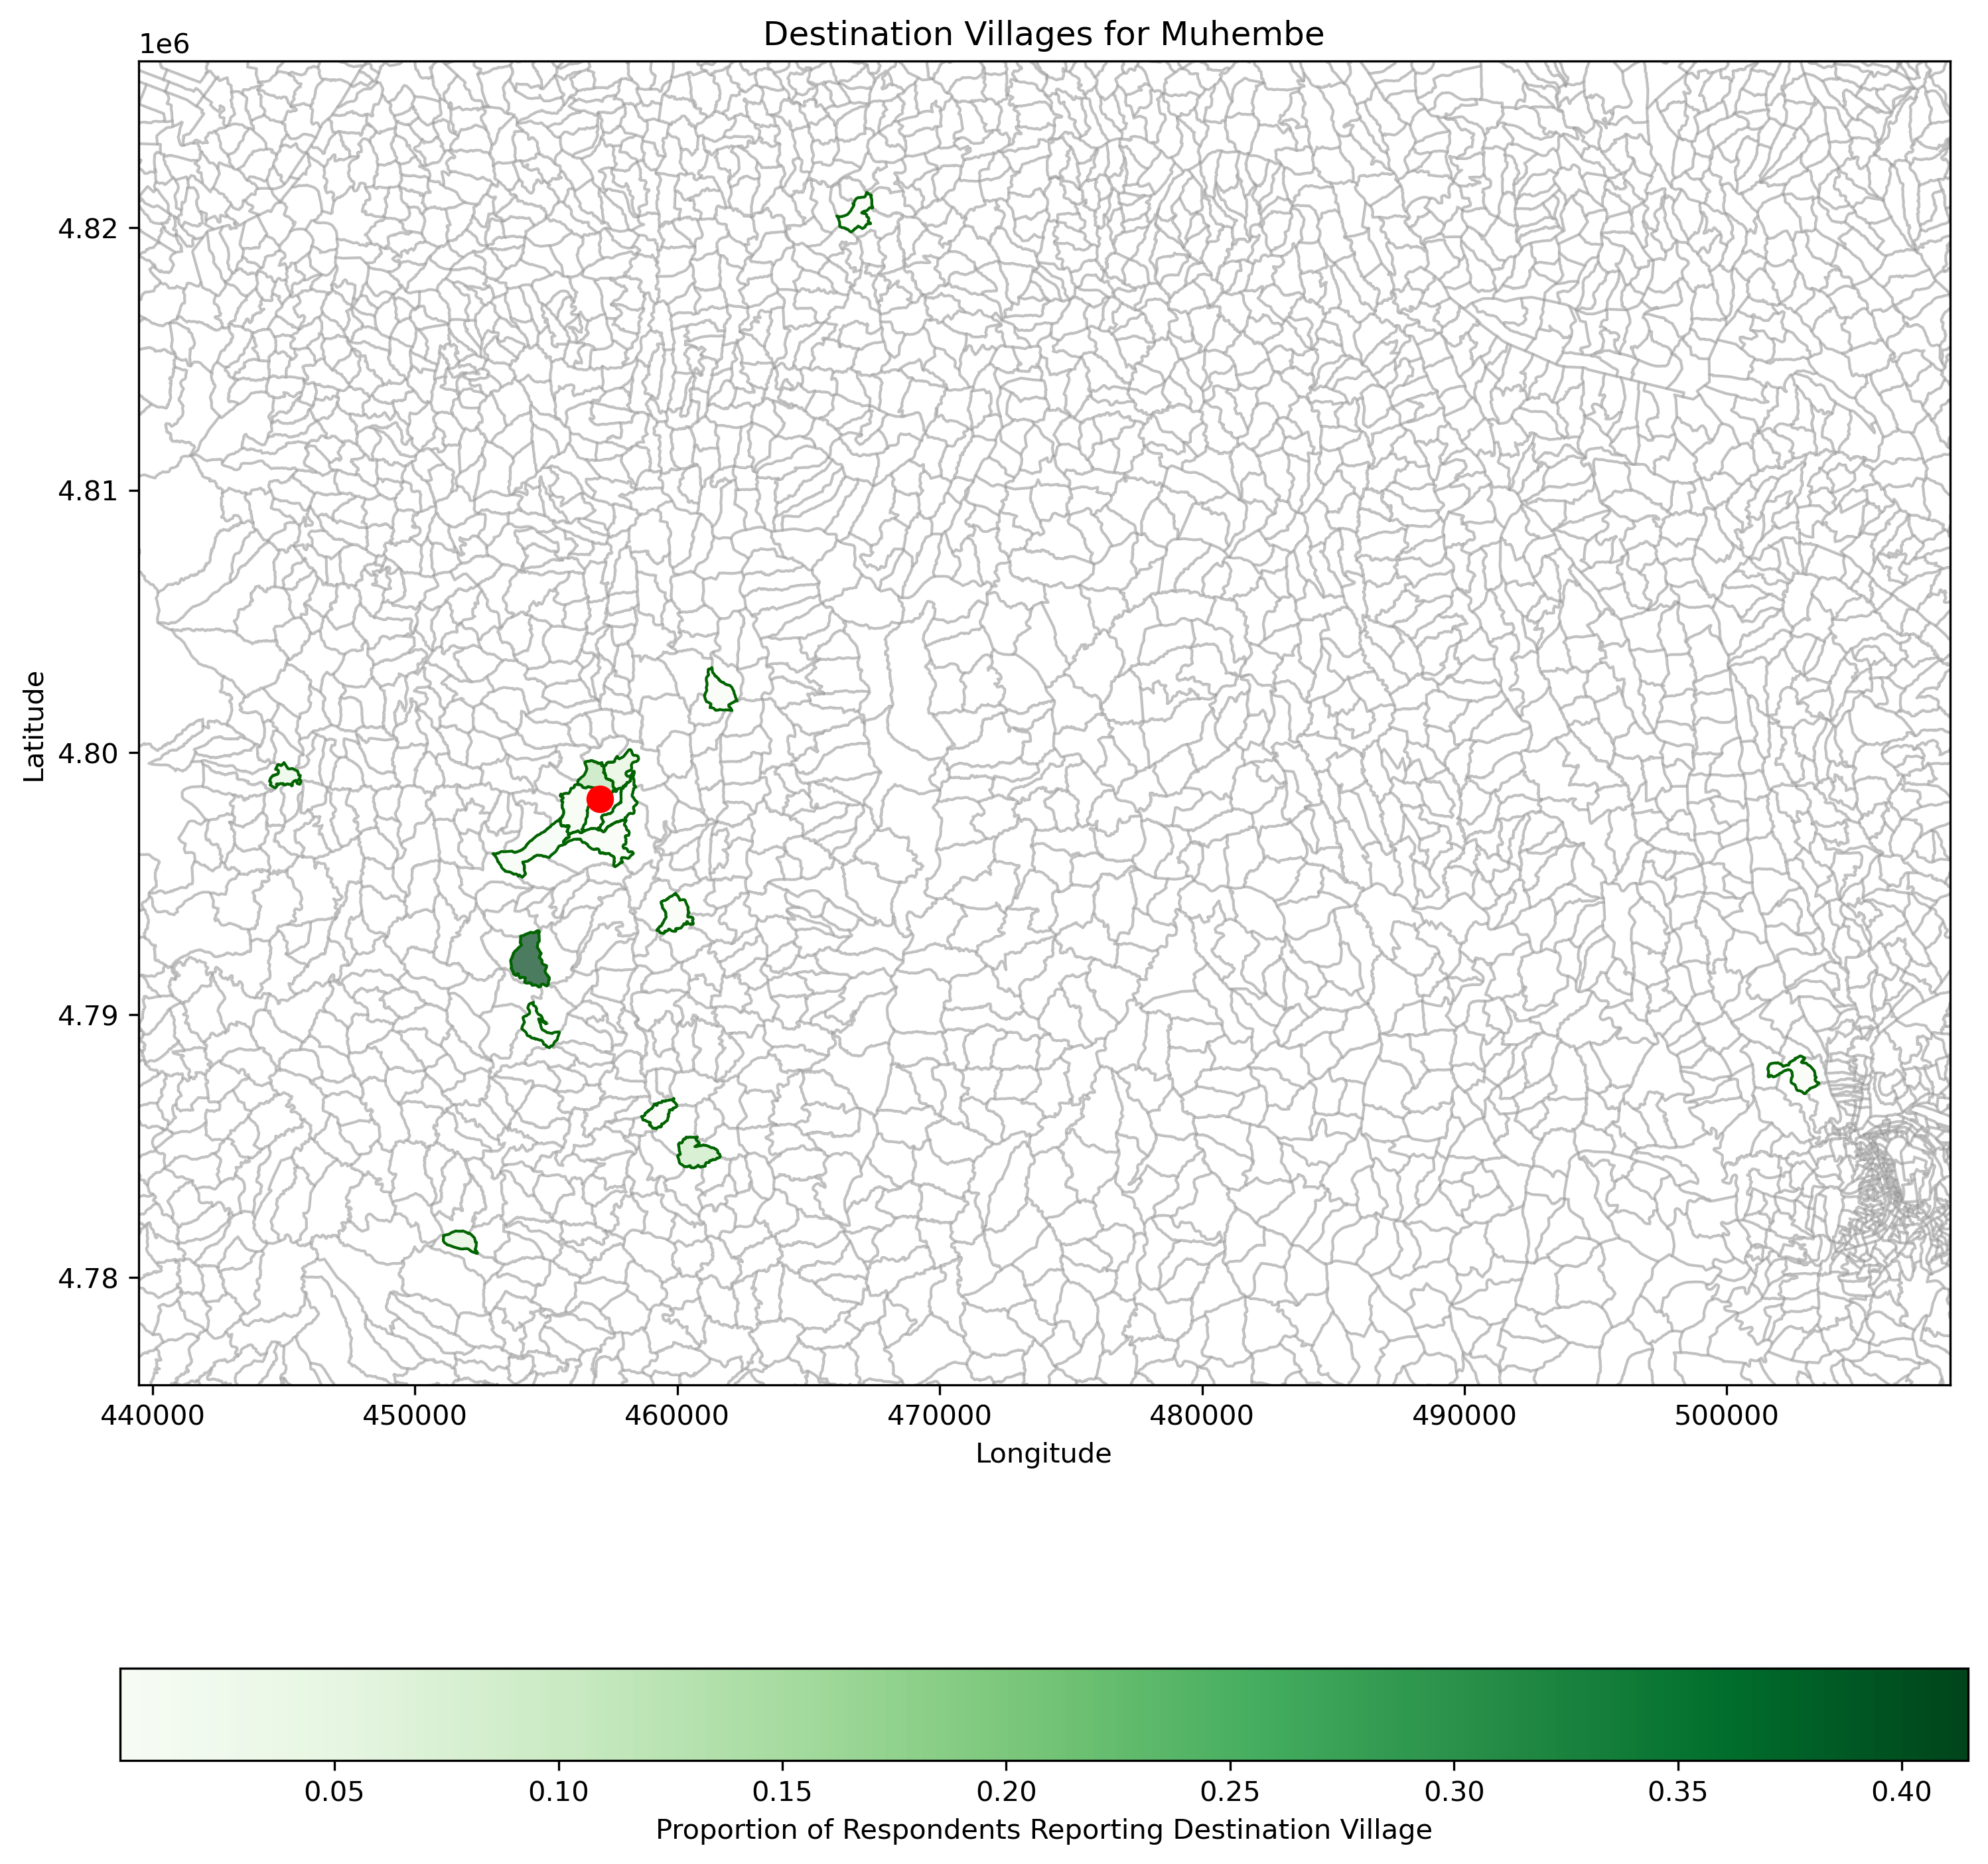 Destination Villages for Muhembe
1e6
4.82
4.81
4.80
4.79
4.78
Latitude
440000 450000 460000 470000 480000 490000 500000
Longitude
0.05 0.10 0.15 0.20 0.25 0.30 0.35 0.40
Proportion of Respondents Reporting Destination Village